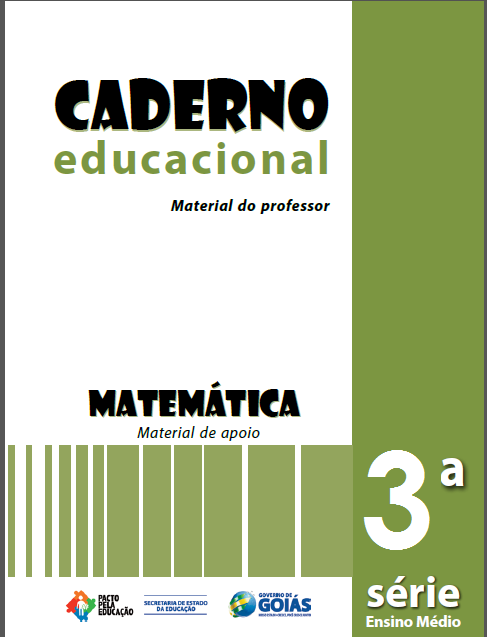 CADERNO
educacional
Material do professor
MATEMÁTICA
Material de apoio
3ª
série
Ensino Médio
PACTO
PELA
EDUCAÇÃO
SECRETARIA DE ESTADO
DA EDUCAÇÃO
GOVERNO DE
GOIÁS